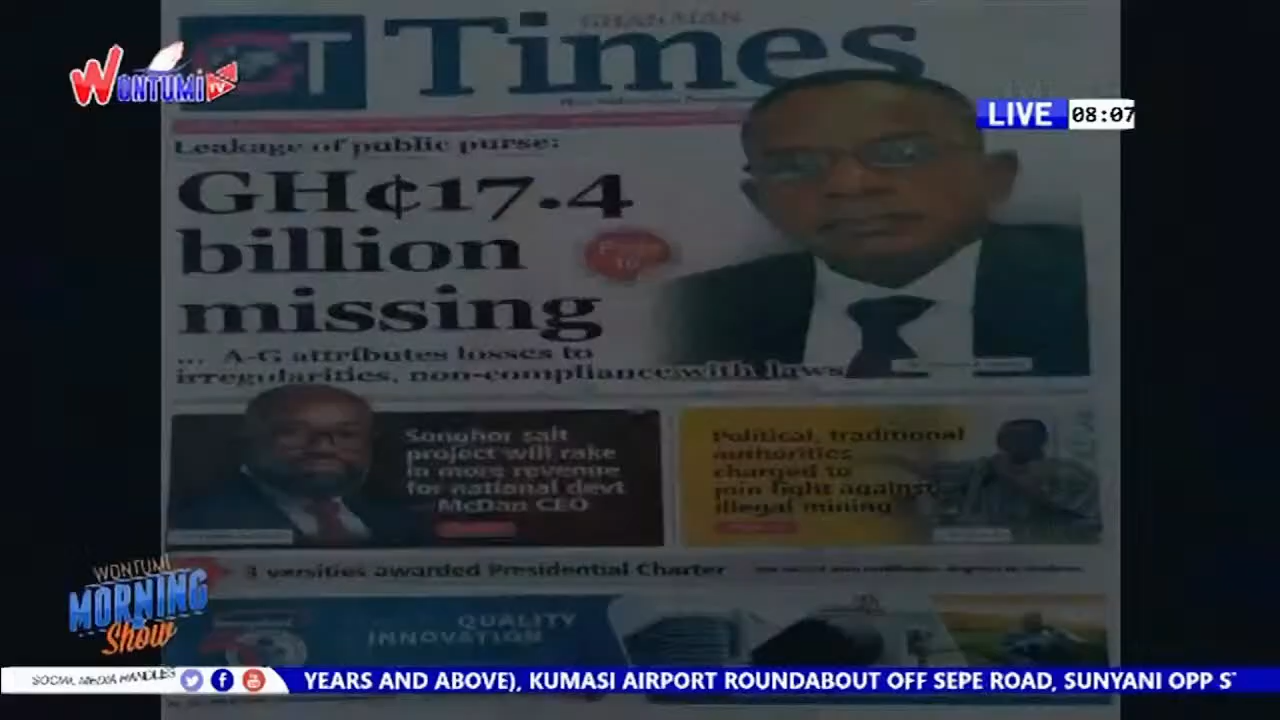 WONTUMI TV
GHANAIAN
Times
LIVE 08:07
Leakage of public purse:
GH¢17.4
billion
missing
Page
... A-G attributes losses to
irregularities, non-compliance with laws
Songhor salt
project will rake
in more revenue
for national devt
— McDan CEO
Political, traditional
authorities
charged to
join fight against
illegal mining
3 versities awarded Presidential Charter
QUALITY
INNOVATION
WONTUMI
MORNING
Show
SOCIAL MEDIA HANDLES
YEARS AND ABOVE), KUMASI AIRPORT ROUNDABOUT OFF SEPE ROAD, SUNYANI OPP